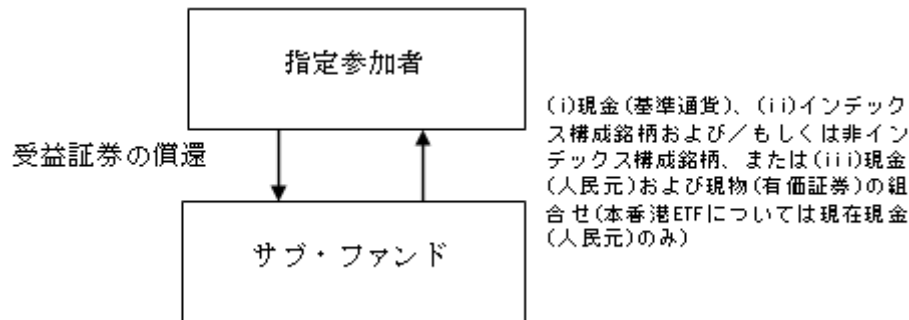 指定参加者
受益証券の償還
(i)現金(基準通貨)、(ii)インデック
ス構成銘柄および／もしくは非イン
デックス構成銘柄、または(iii)現金
(人民元)および現物(有価証券)の組
合せ(本香港ETFについては現在現金
(人民元)のみ)
サブ・ファンド